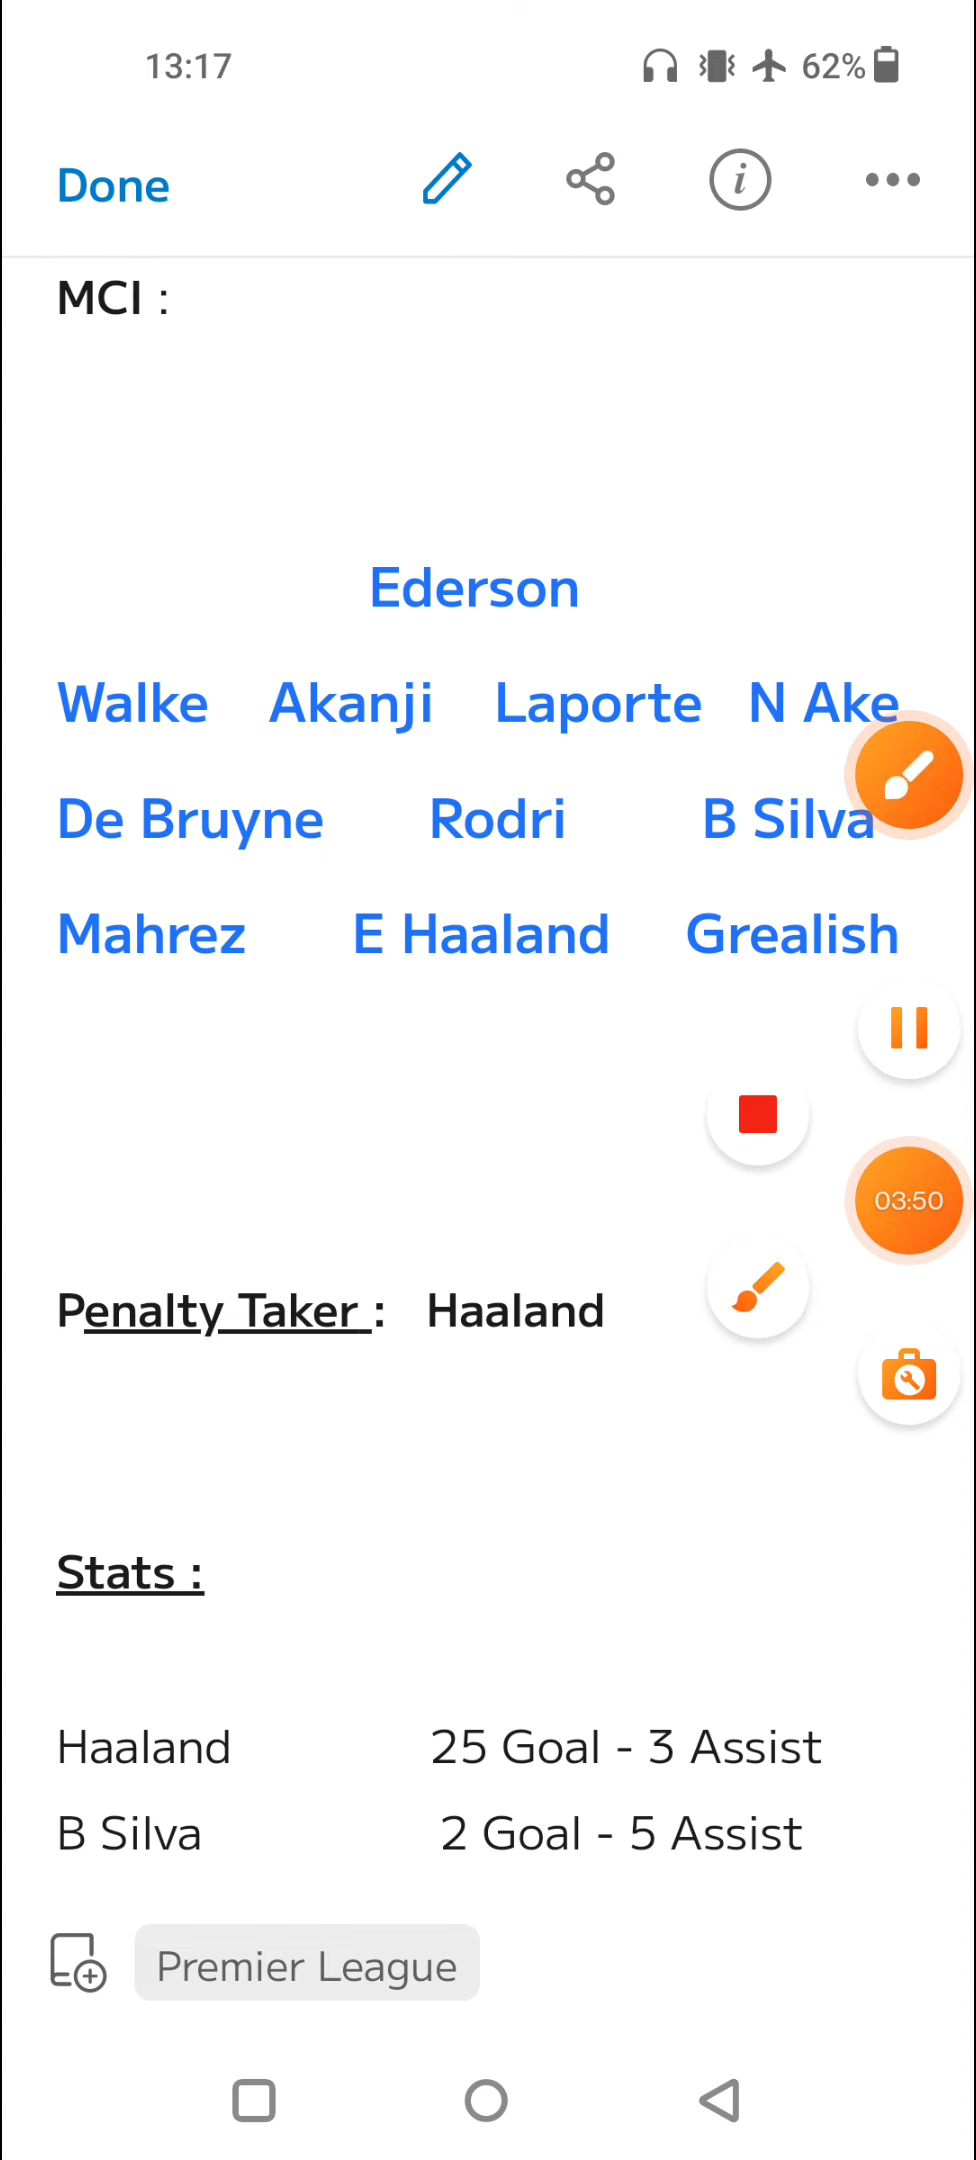 13:17 62%
Done
MCI :
Ederson
Walke Akanji Laporte N Ake
De Bruyne Rodri B Silva
Mahrez E Haaland Grealish
03:50
Penalty Taker : Haaland
Stats :
Haaland 25 Goal - 3 Assist
B Silva 2 Goal - 5 Assist
Premier League